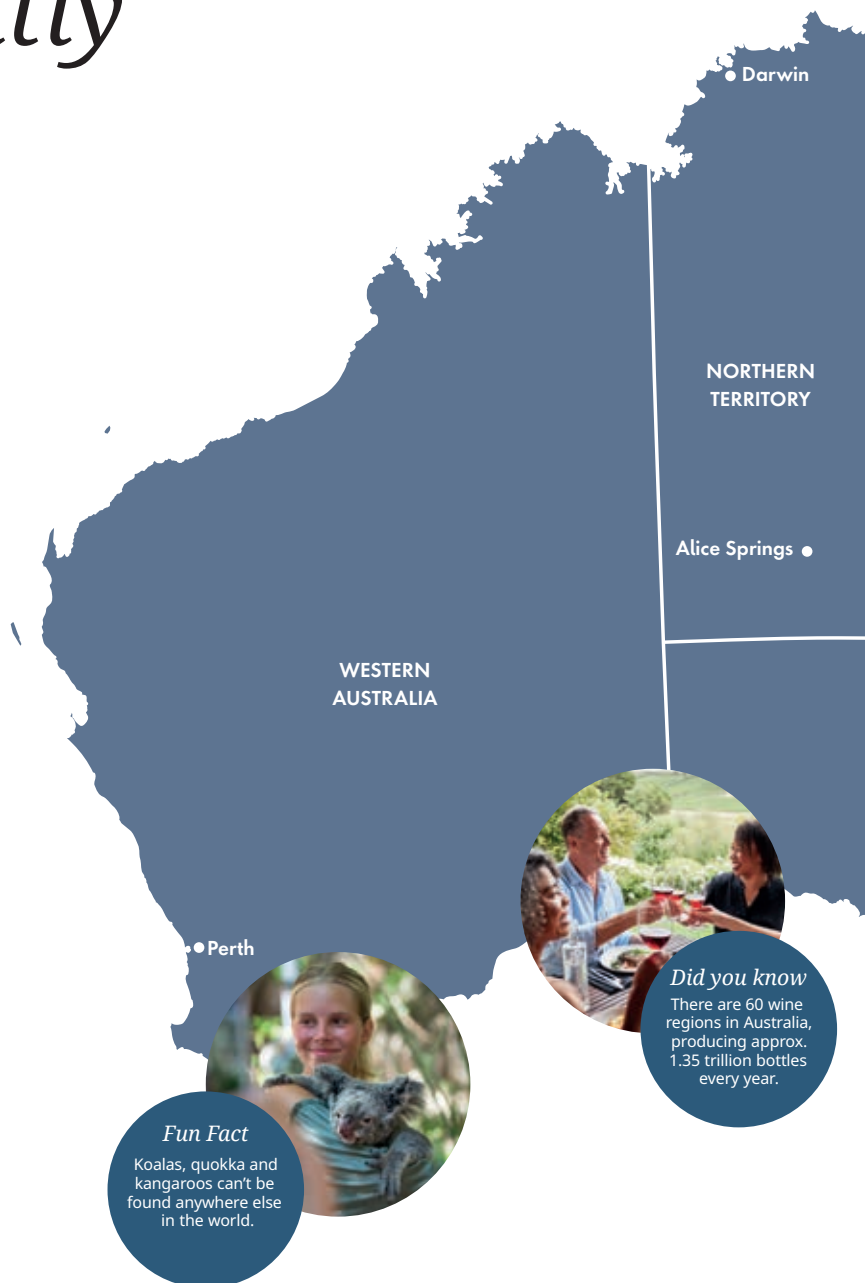 Darwin
NORTHERN
TERRITORY
Alice Springs
WESTERN
AUSTRALIA
Perth
Did you know
There are 60 wine
regions in Australia,
producing approx.
1.35 trillion bottles
every year.
Fun Fact
Koalas, quokka and
kangaroos can't be
found anywhere else
in the world.